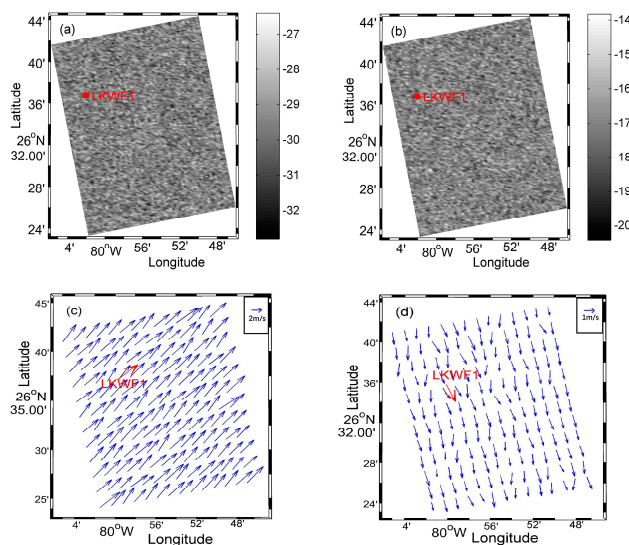 (a)
Latitude
44'
40'
36'
26°N
32.00'
28'
24'
LKWF1
4'
80°W
56'
52'
48'
Longitude
-27
-28
-29
-30
-31
-32
(b)
Latitude
44'
40'
36'
26°N
32.00'
28'
24'
LKWF1
4'
80°W
56'
52'
48'
Longitude
-14
-15
-16
-17
-18
-19
-20
(c)
2m/s
Latitude
45'
40'
26°N
35.00'
30'
25'
LKWF1
4'
80°W
56'
52'
48'
Longitude
(d)
1m/s
Latitude
44'
40'
36'
26°N
32.00'
28'
24'
LKWF1
4'
80°W
56'
52'
48'
Longitude